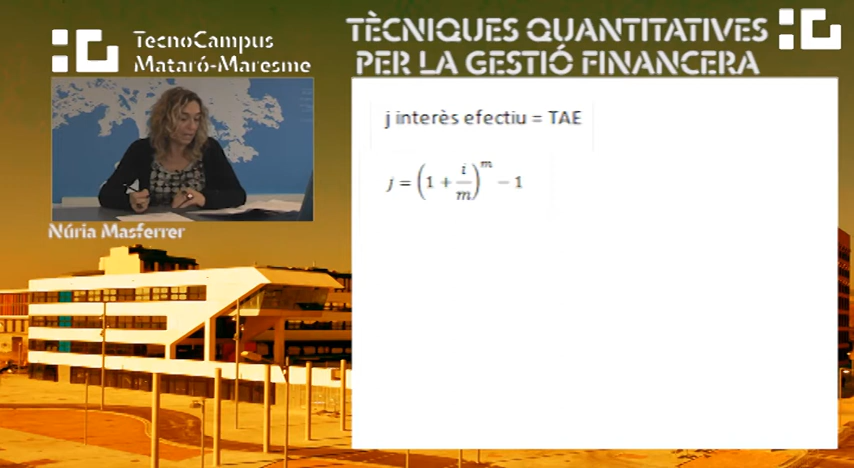 TecnoCampus
Mataró-Maresme
TÈCNIQUES QUANTITATIVES
PER LA GESTIÓ FINANCERA
Núria Masferrer
j interès efectiu = TAE
j = (1 + i/m)^m − 1